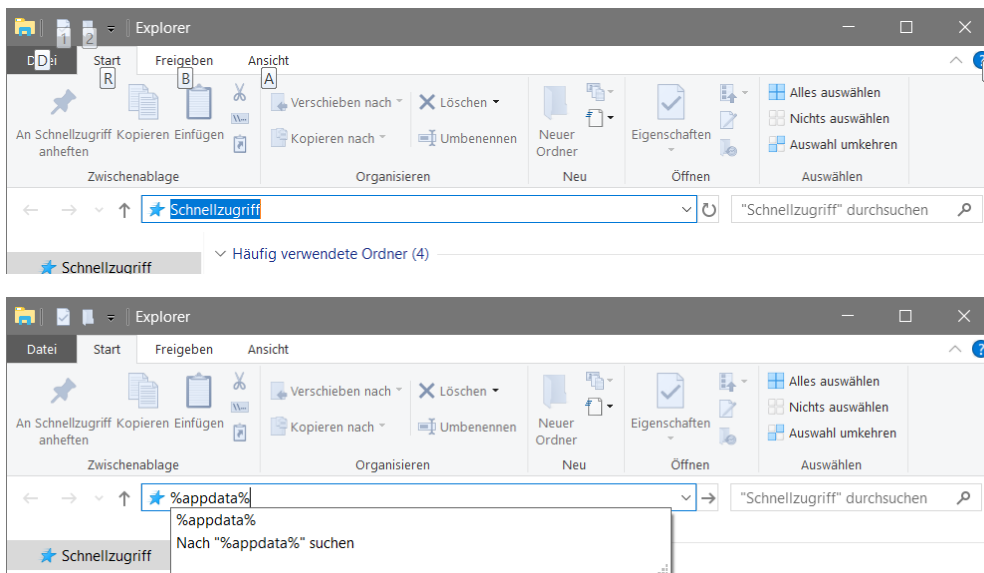 Explorer
1 2
Datei Start Freigeben Ansicht
D R B A
An Schnellzugriff anheften
Kopieren
Einfügen
Verschieben nach
Kopieren nach
Löschen
Umbenennen
Neuer Ordner
Eigenschaften
Alles auswählen
Nichts auswählen
Auswahl umkehren
Zwischenablage Organisieren Neu Öffnen Auswählen
Schnellzugriff "Schnellzugriff" durchsuchen
Häufig verwendete Ordner (4)
Schnellzugriff
Explorer
Datei Start Freigeben Ansicht
An Schnellzugriff anheften
Kopieren
Einfügen
Verschieben nach
Kopieren nach
Löschen
Umbenennen
Neuer Ordner
Eigenschaften
Alles auswählen
Nichts auswählen
Auswahl umkehren
Zwischenablage Organisieren Neu Öffnen Auswählen
%appdata% "Schnellzugriff" durchsuchen
%appdata%
Nach "%appdata%" suchen
Schnellzugriff